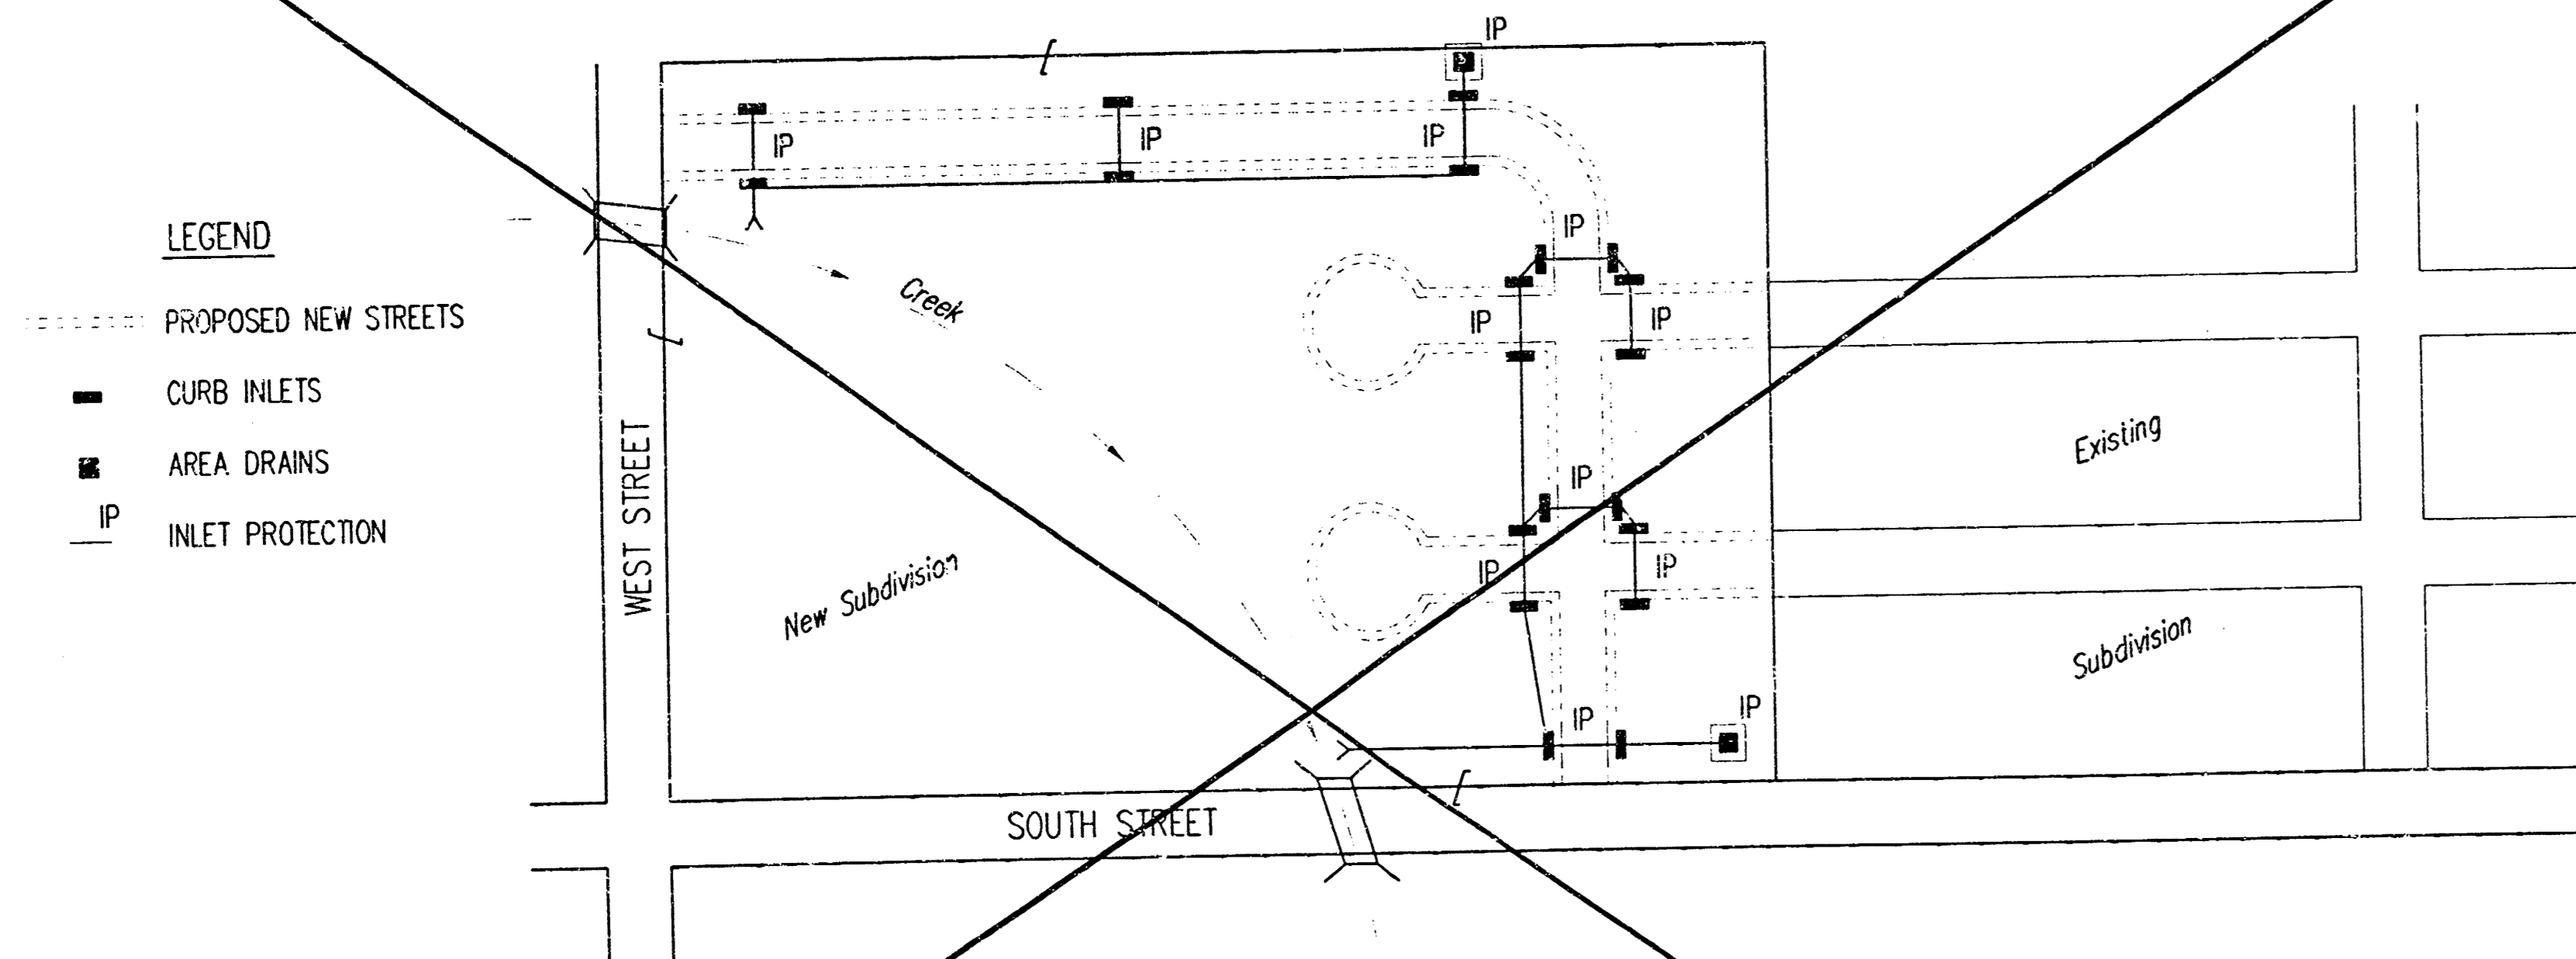 IP
IP
IP
IP
IP
LEGEND
PROPOSED NEW STREETS
CURB INLETS
AREA DRAINS
IP
INLET PROTECTION
WEST STREET
Creek
IP
IP
Existing
IP
New Subdivision
IP
IP
Subdivision
IP
IP
SOUTH STREET